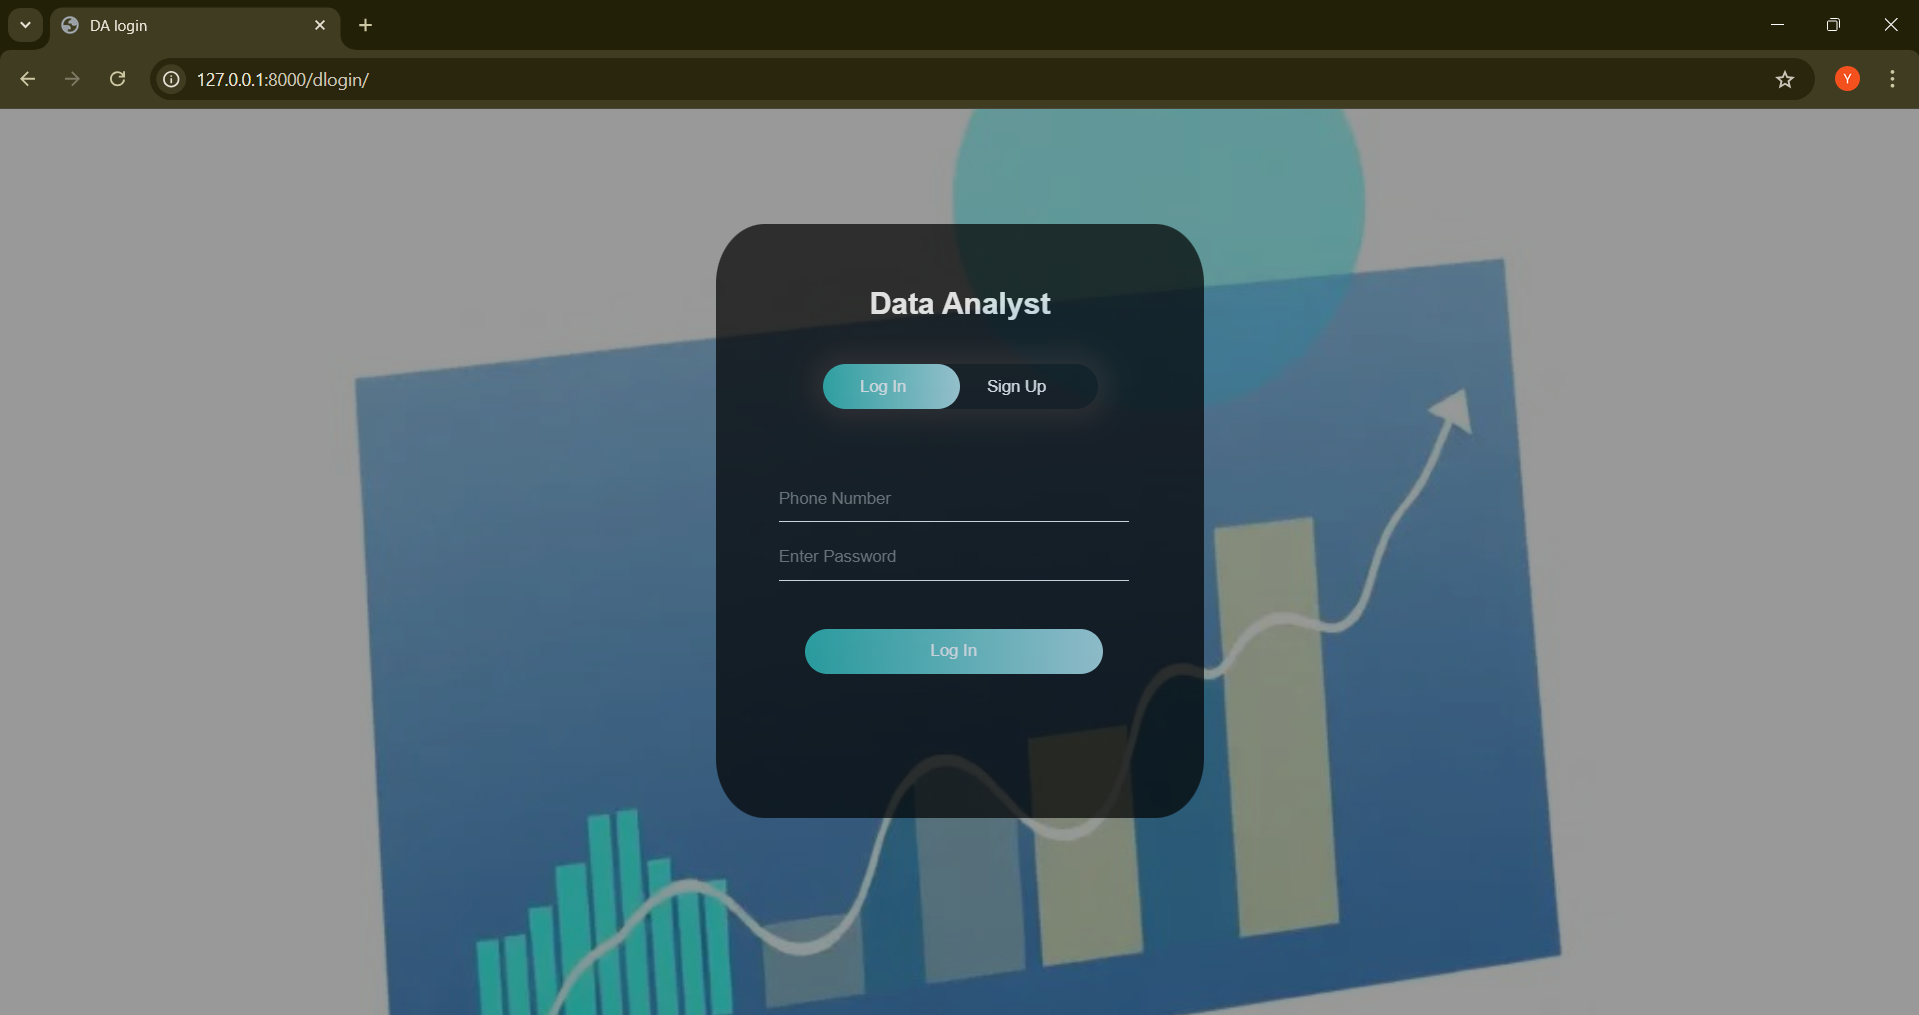 DA login
127.0.0.1:8000/dlogin/
Y
Data Analyst
Log In Sign Up
Phone Number
Enter Password
Log In